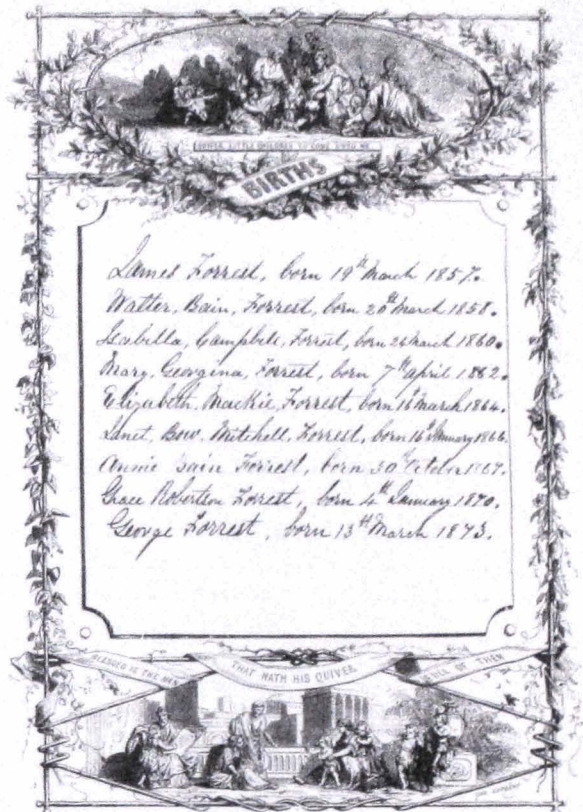 SUFFER LITTLE CHILDREN TO COME UNTO ME
BIRTHS
James Forrest, born 19th March 1857.
Walter, Bain, Forrest, born 20th March 1858.
Isabella, Campbell, Forrest, born 26 March 1860.
Mary, Georgina, Forrest, born 7th april 1862.
Elizabeth, Mackie, Forrest, born 16th March 1864.
Janet, Bow. Mitchell, Forrest, born 16th January 1866.
Annie Bain Forrest, born 30th October 1867.
Grace Robertson Forrest, born 4th January 1870.
George Forrest, born 13th March 1873.
BLESSED IS THE MAN THAT HATH HIS QUIVER FULL OF THEM